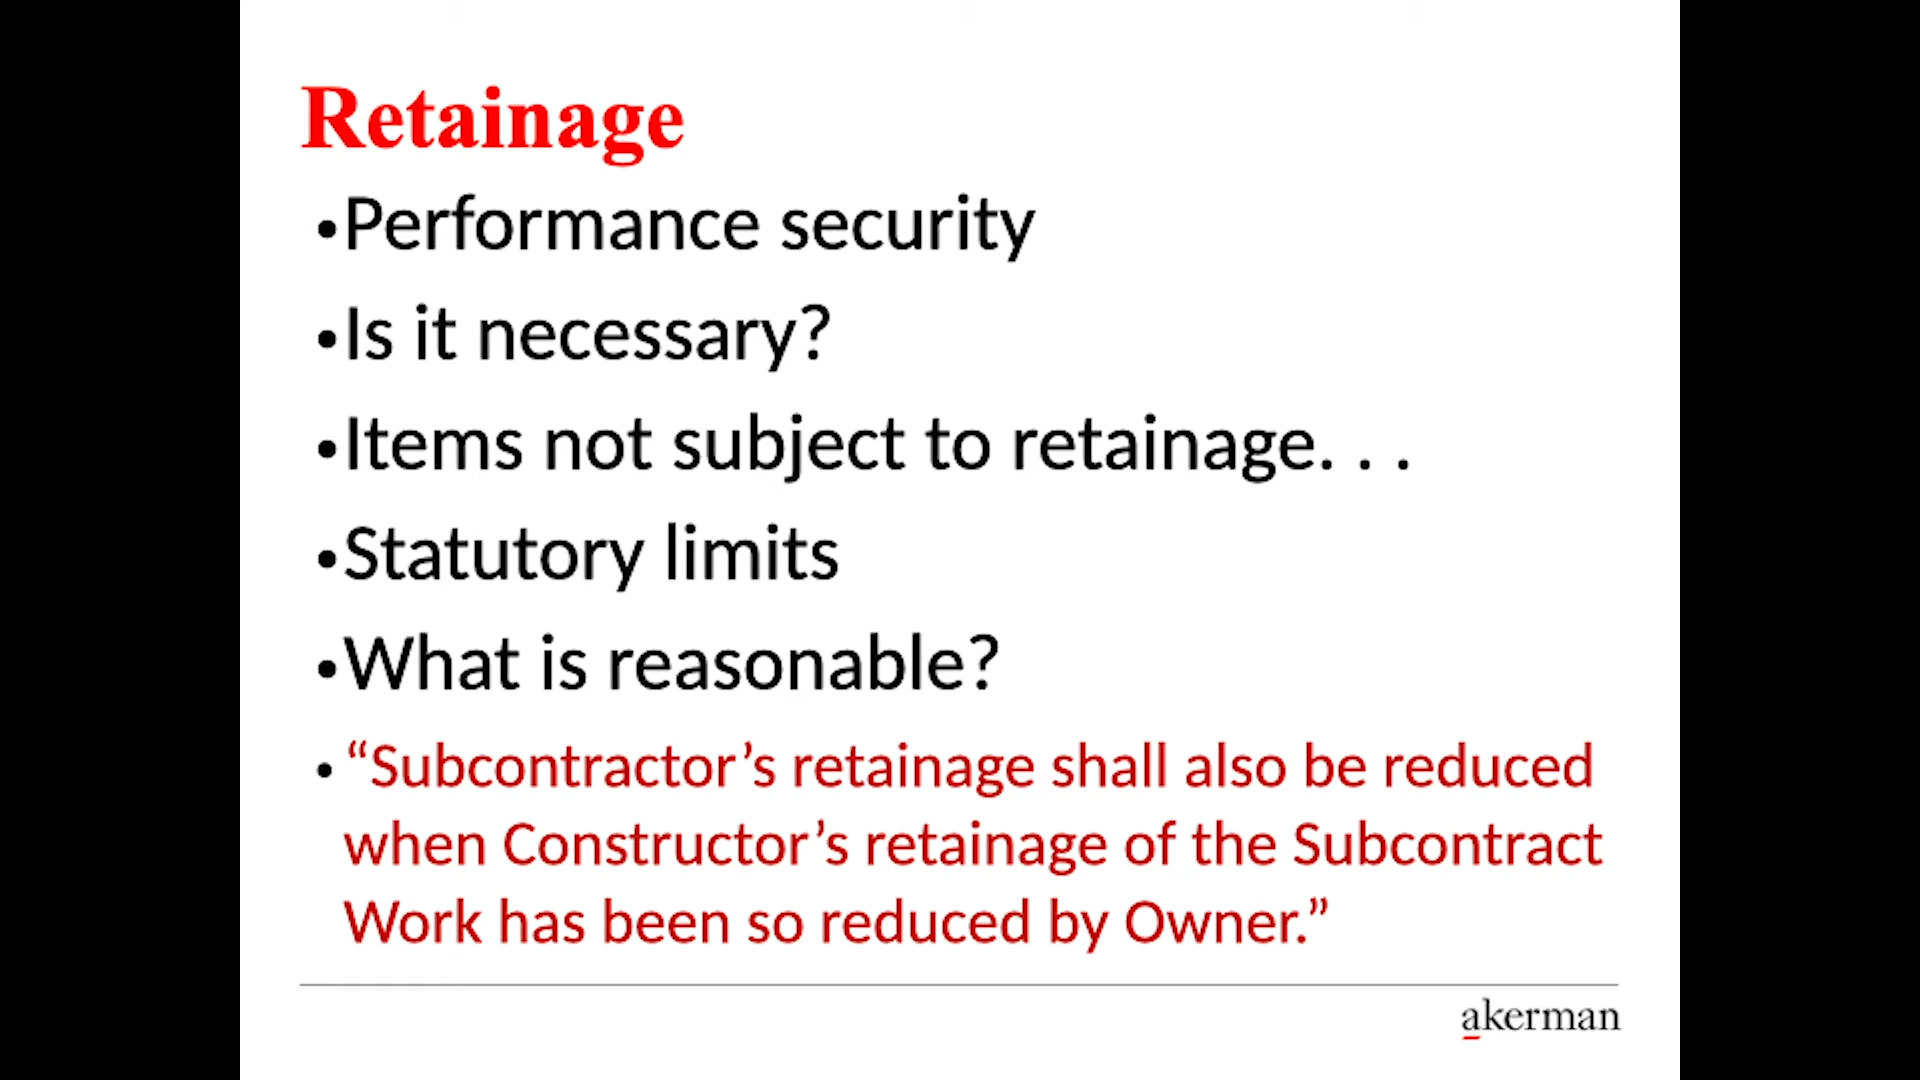 Retainage
•Performance security
•Is it necessary?
•Items not subject to retainage. . .
•Statutory limits
•What is reasonable?
• “Subcontractor’s retainage shall also be reduced
when Constructor’s retainage of the Subcontract
Work has been so reduced by Owner.”
akerman